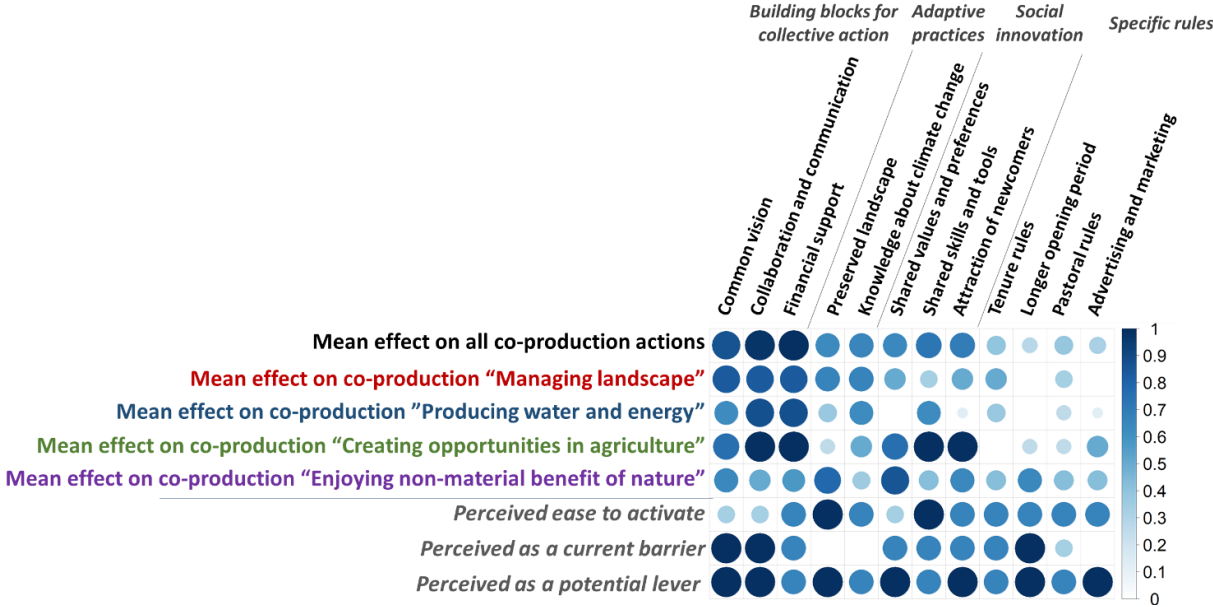 Building blocks for collective action
Adaptive practices
Social innovation
Specific rules
Common vision
Collaboration and communication
Financial support
Preserved landscape
Knowledge about climate change
Shared values and preferences
Shared skills and tools
Attraction of newcomers
Tenure rules
Longer opening period
Pastoral rules
Advertising and marketing
Mean effect on all co-production actions
Mean effect on co-production “Managing landscape”
Mean effect on co-production ”Producing water and energy”
Mean effect on co-production “Creating opportunities in agriculture”
Mean effect on co-production “Enjoying non-material benefit of nature”
Perceived ease to activate
Perceived as a current barrier
Perceived as a potential lever
1
0.9
0.8
0.7
0.6
0.5
0.4
0.3
0.2
0.1
0